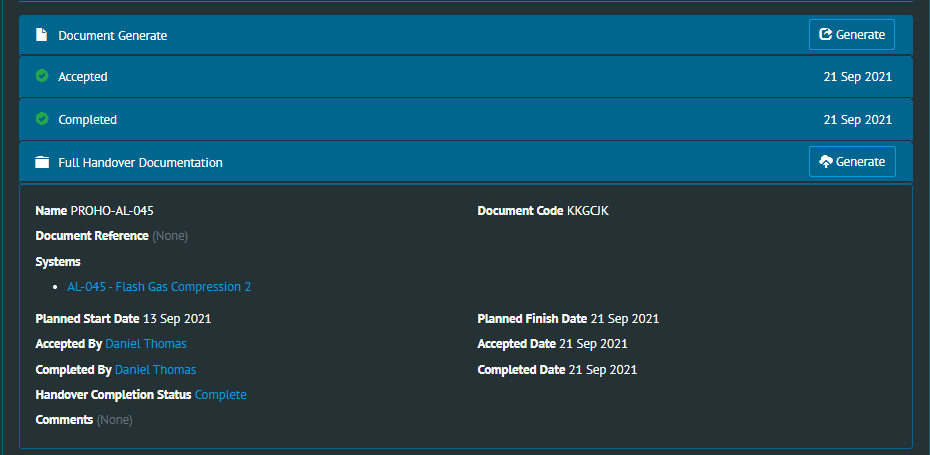 Document Generate
Generate
Accepted
21 Sep 2021
Completed
21 Sep 2021
Full Handover Documentation
Generate
Name PROHO-AL-045
Document Code KKGCJK
Document Reference (None)
Systems
• AL-045 - Flash Gas Compression 2
Planned Start Date 13 Sep 2021
Planned Finish Date 21 Sep 2021
Accepted By Daniel Thomas
Accepted Date 21 Sep 2021
Completed By Daniel Thomas
Completed Date 21 Sep 2021
Handover Completion Status Complete
Comments (None)